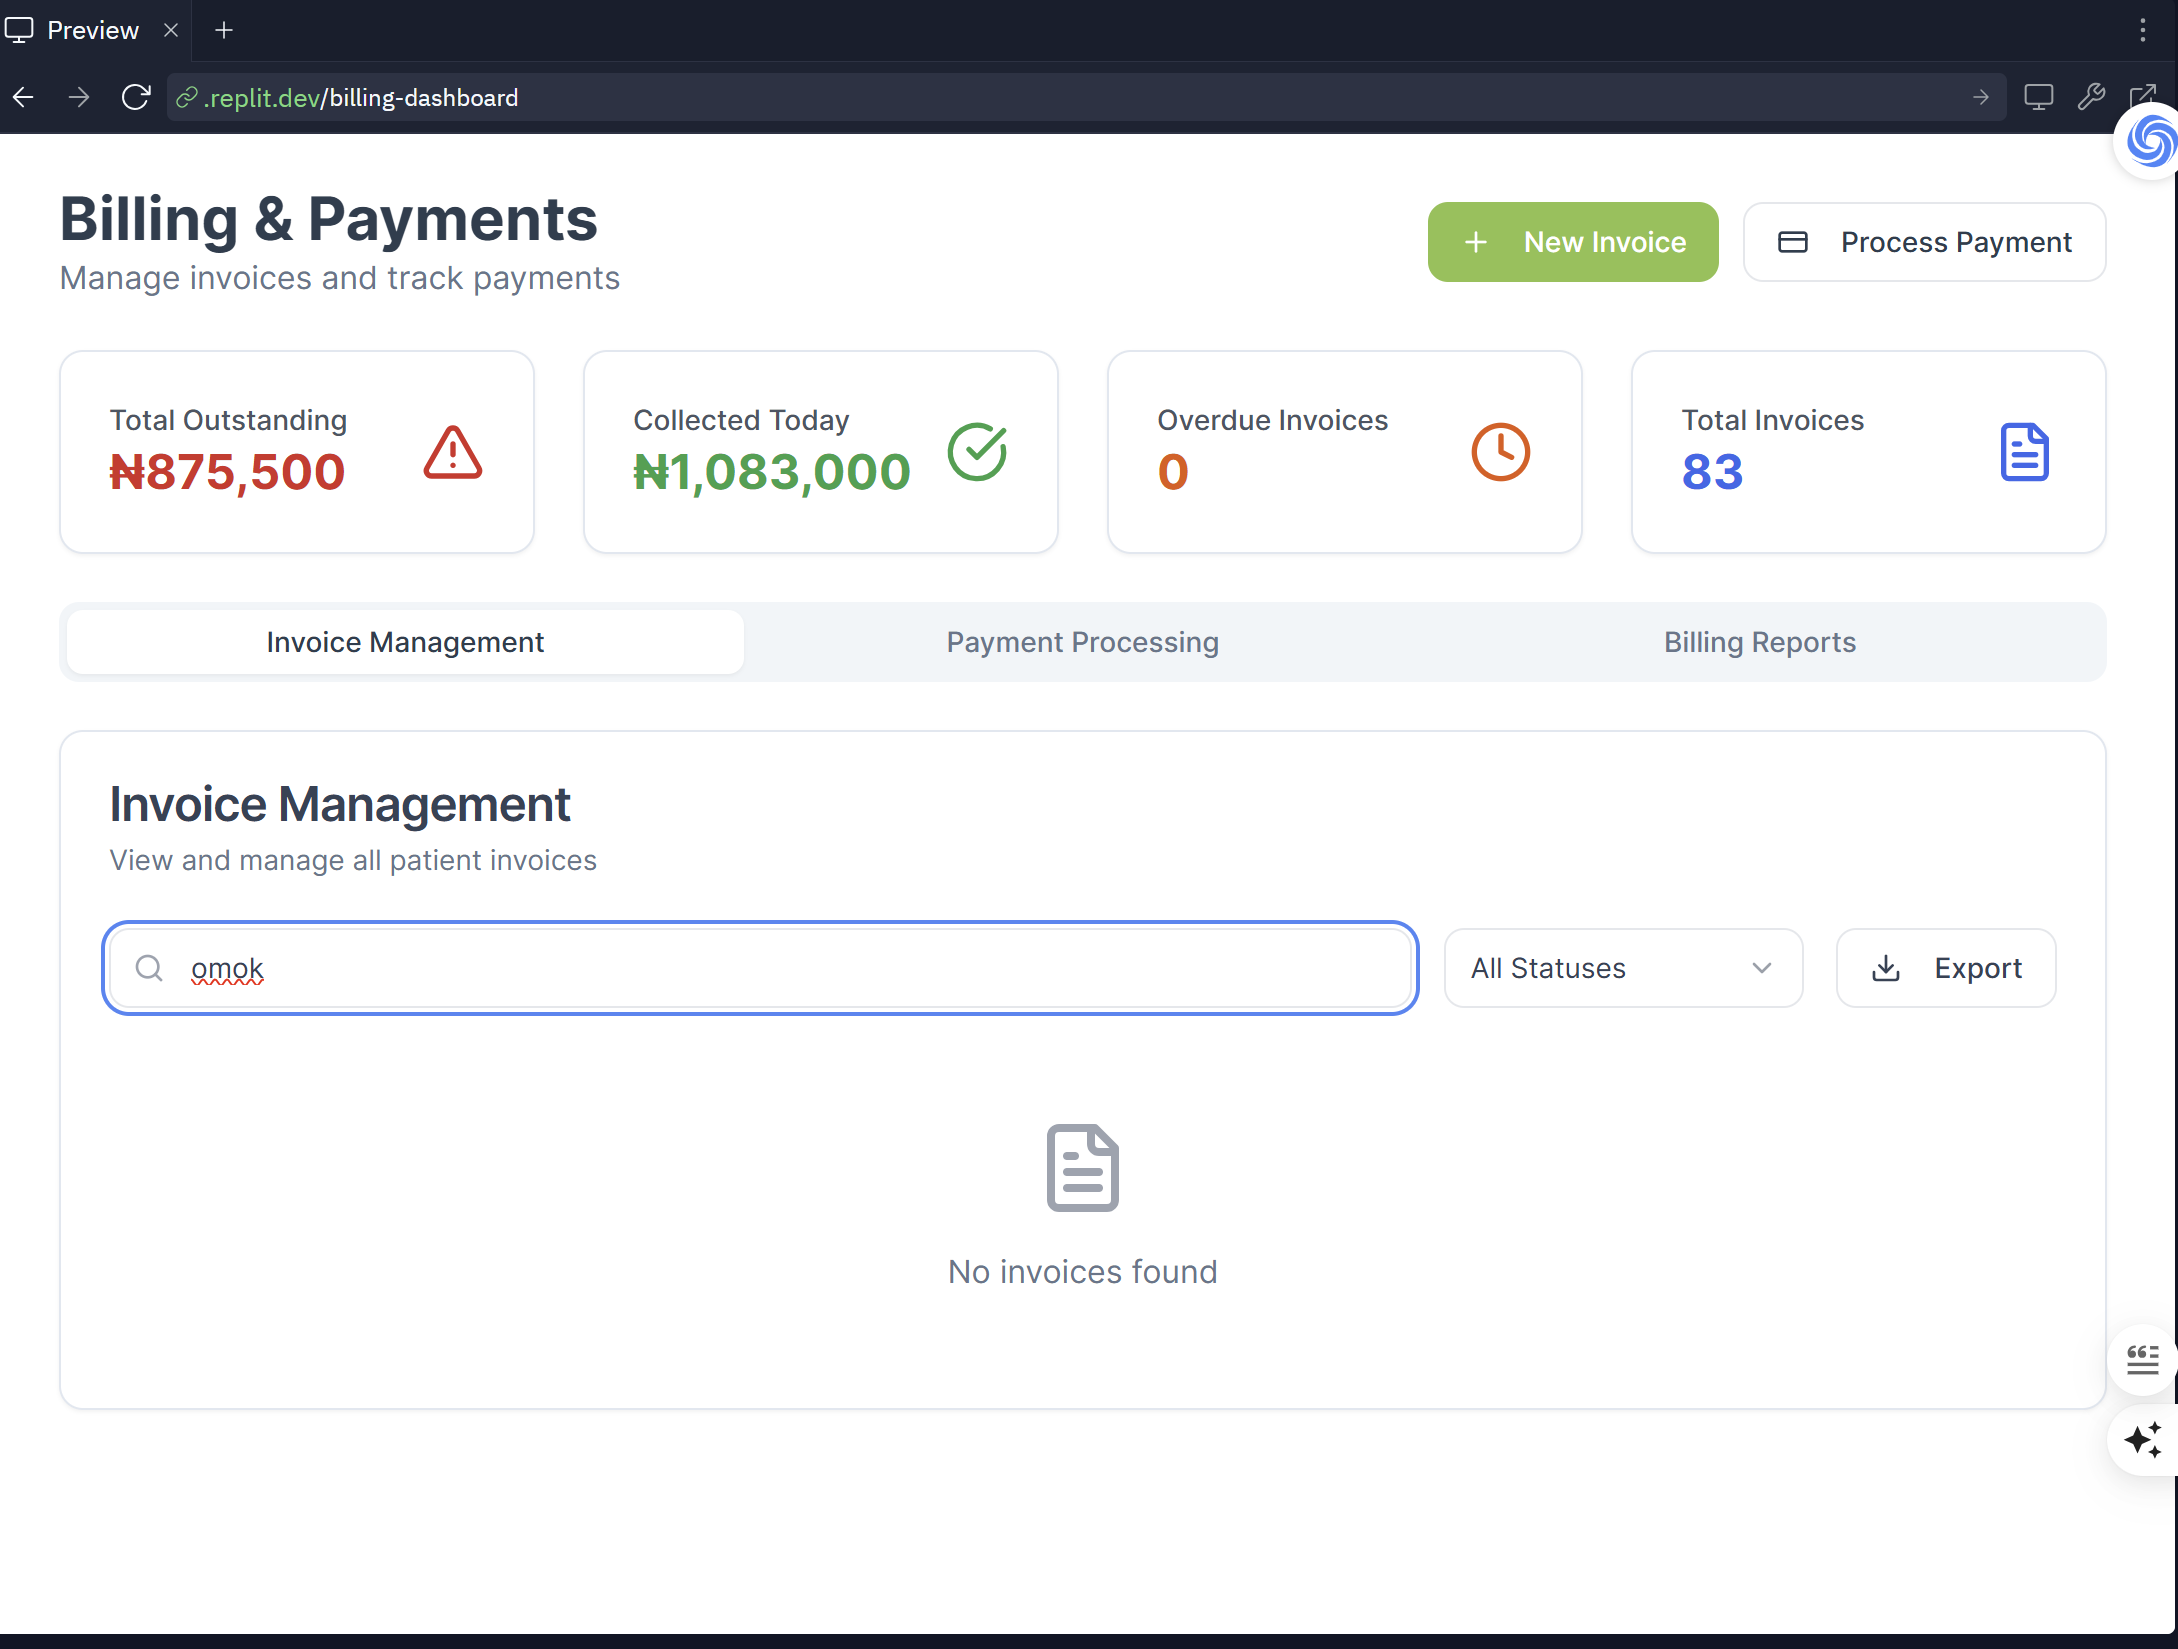 Preview
.replit.dev/billing-dashboard
Billing & Payments
Manage invoices and track payments
New Invoice
Process Payment
Total Outstanding
₦875,500
Collected Today
₦1,083,000
Overdue Invoices
0
Total Invoices
83
Invoice Management
Payment Processing
Billing Reports
Invoice Management
View and manage all patient invoices
omok
All Statuses
Export
No invoices found